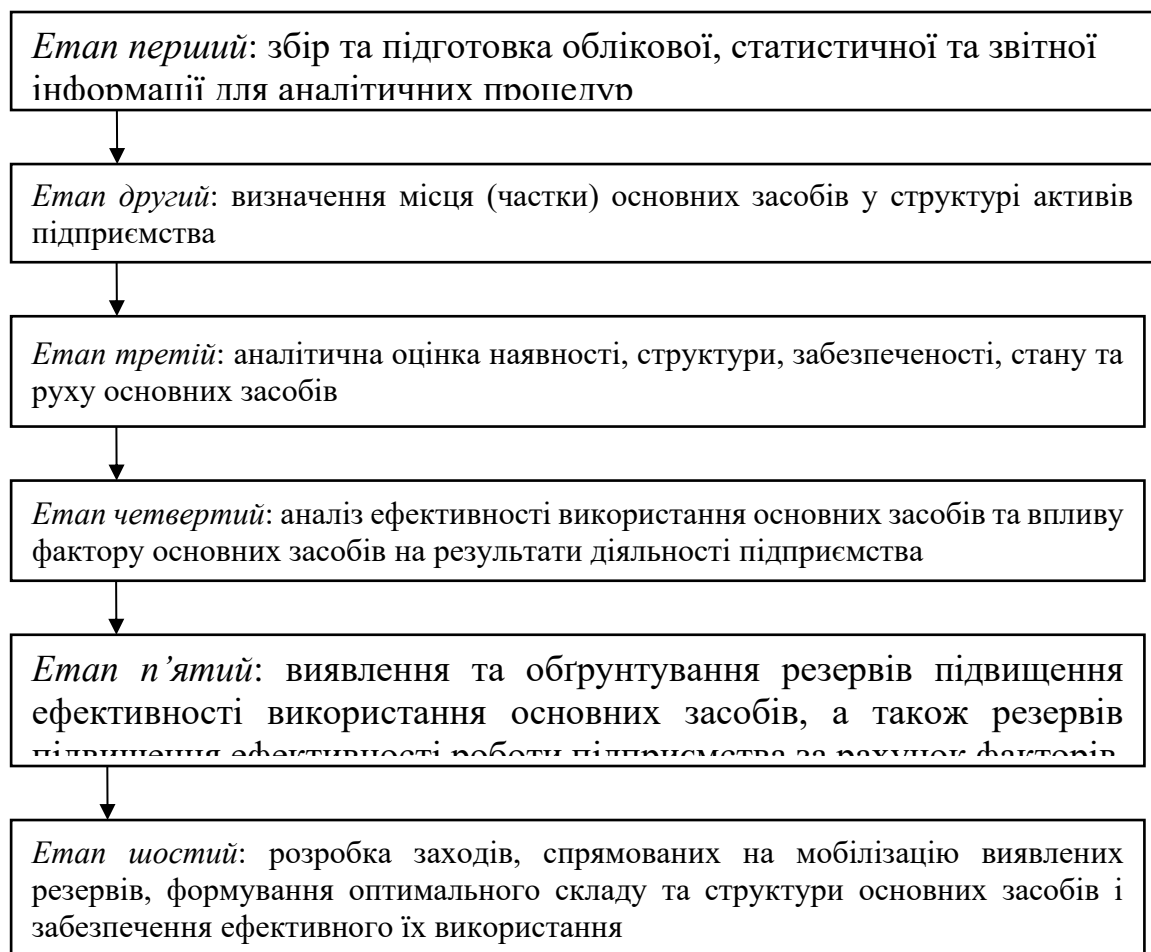 Етап перший: збір та підготовка облікової, статистичної та звітної
інформації для аналітичних процедур
Етап другий: визначення місця (частки) основних засобів у структурі активів
підприємства
Етап третій: аналітична оцінка наявності, структури, забезпеченості, стану та
руху основних засобів
Етап четвертий: аналіз ефективності використання основних засобів та впливу
фактору основних засобів на результати діяльності підприємства
Етап п’ятий: виявлення та обґрунтування резервів підвищення
ефективності використання основних засобів, а також резервів
підвищення ефективності роботи підприємства за рахунок факторів
Етап шостий: розробка заходів, спрямованих на мобілізацію виявлених
резервів, формування оптимального складу та структури основних засобів і
забезпечення ефективного їх використання